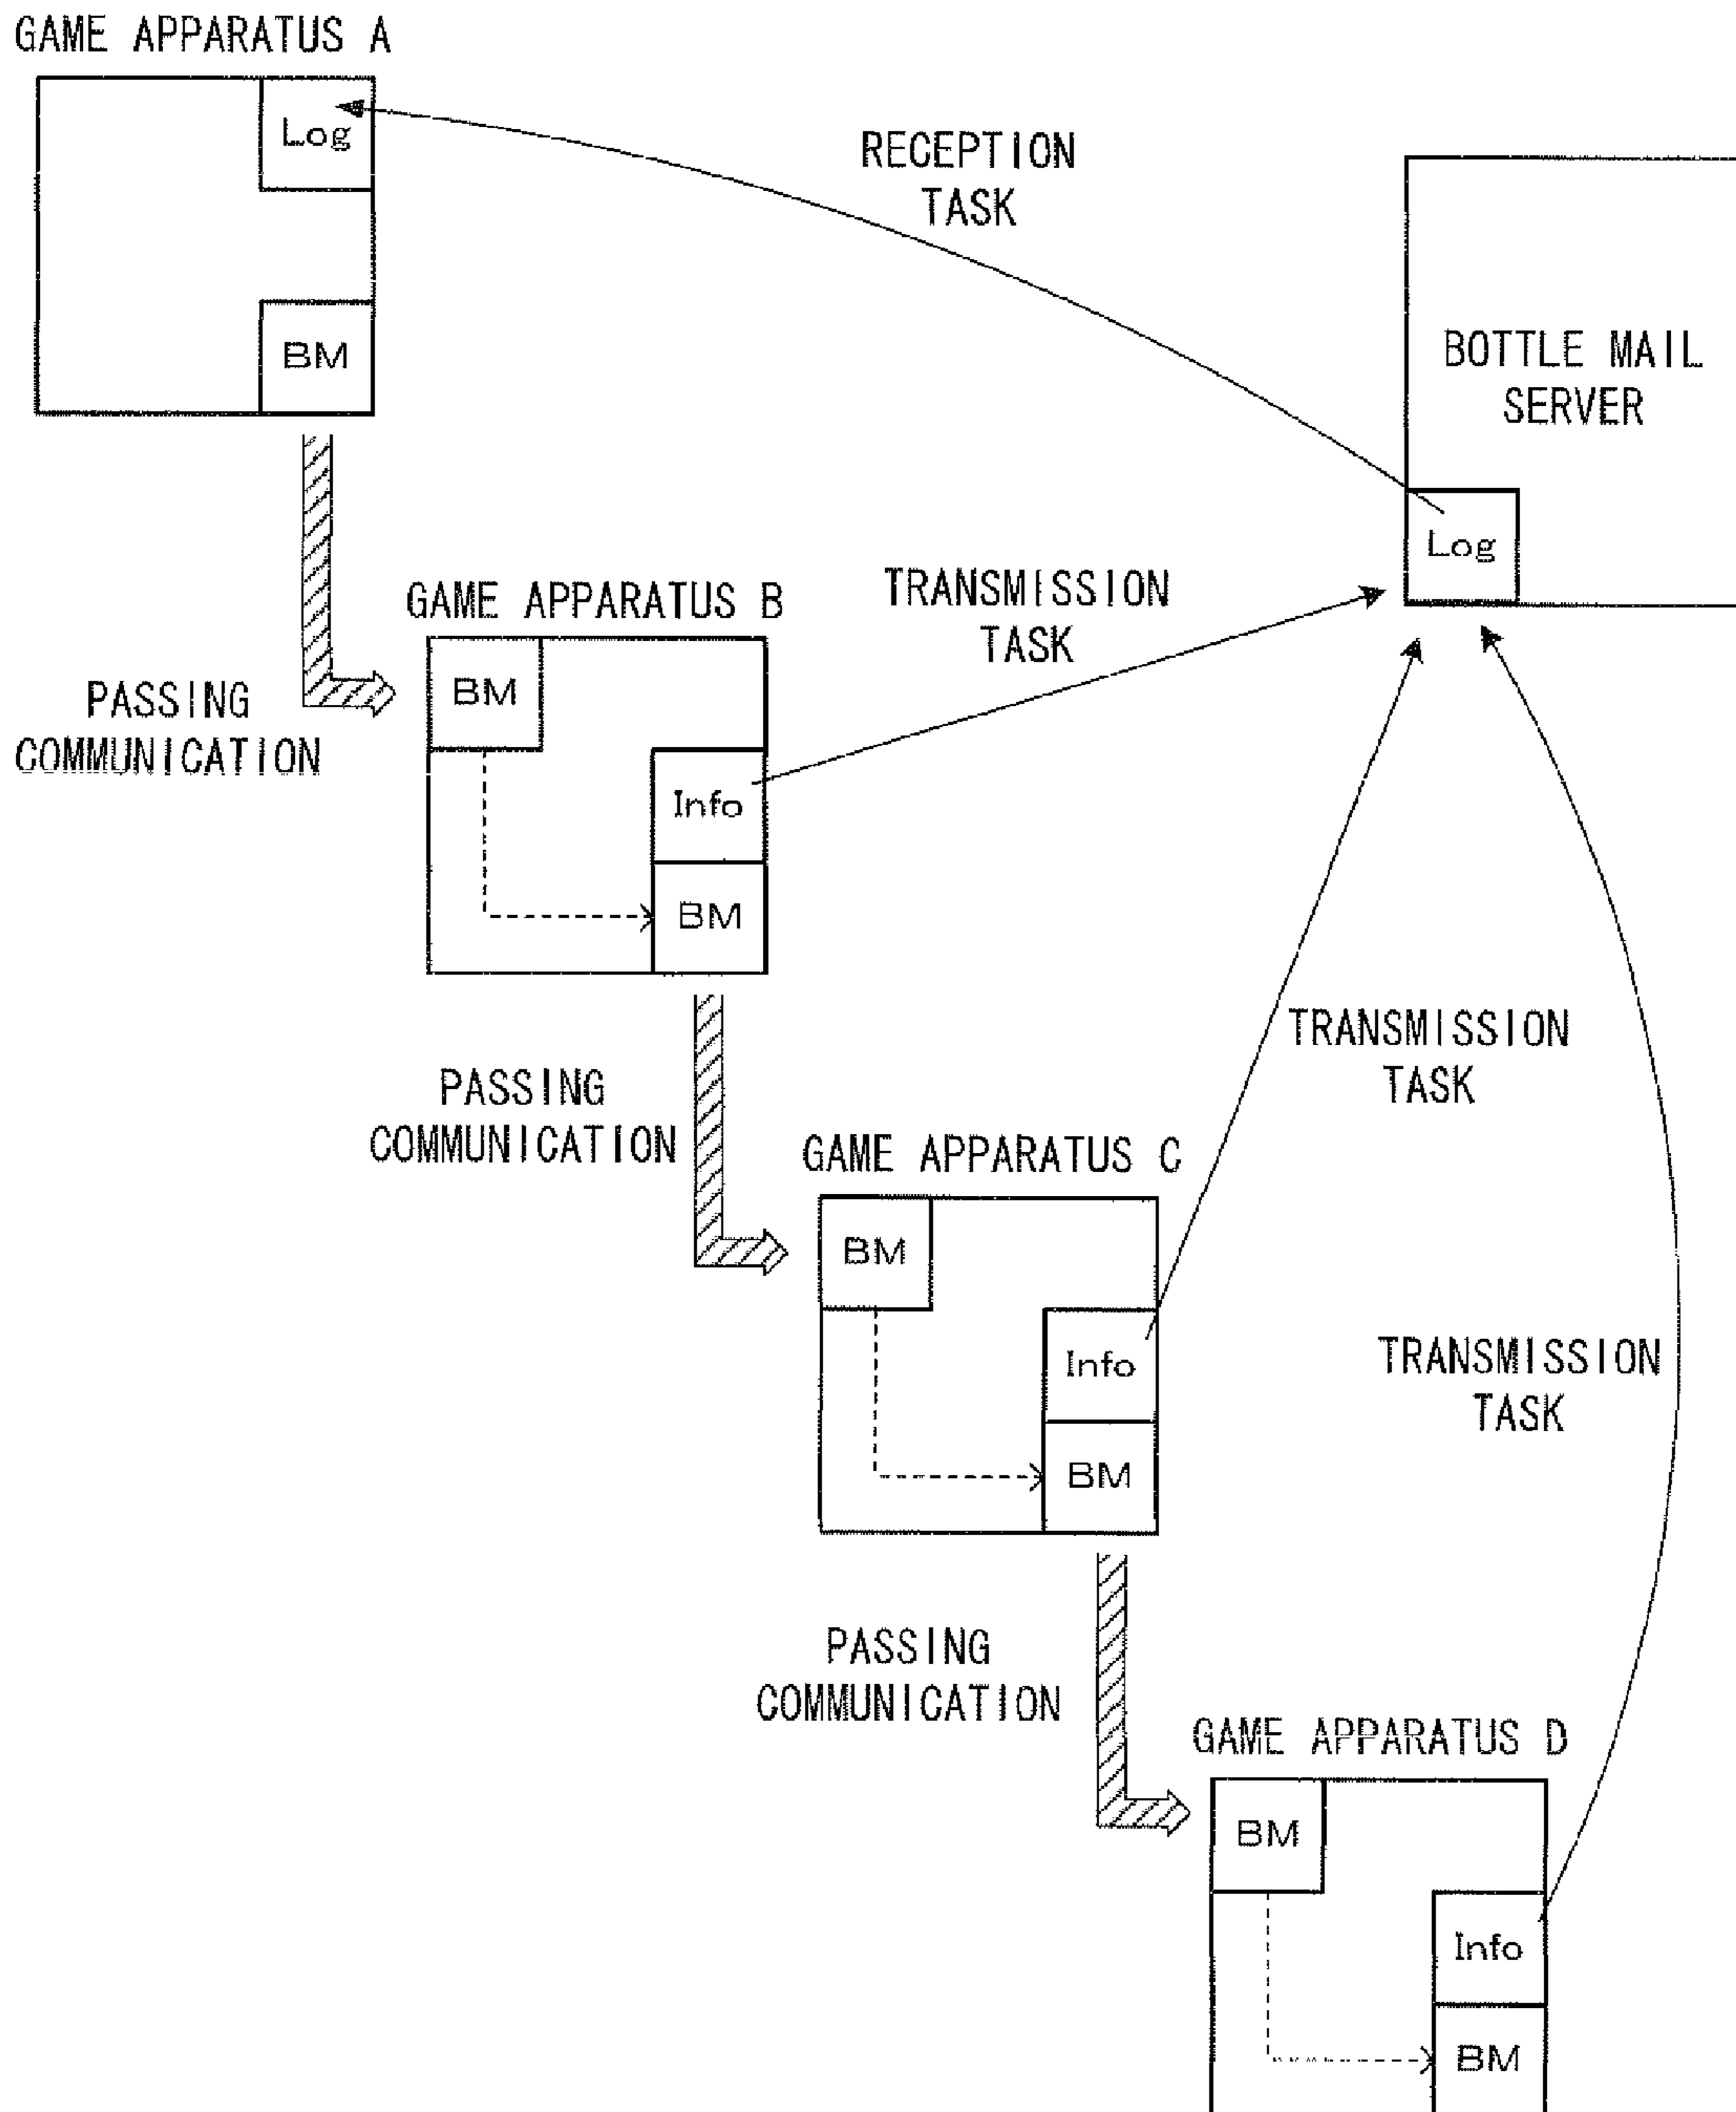 GAME APPARATUS A
Log
RECEPTION
TASK
BM
BOTTLE MAIL
SERVER
Log
TRANSMISSION
TASK
GAME APPARATUS B
PASSING
COMMUNICATION
BM
Info
BM
TRANSMISSION
TASK
PASSING
COMMUNICATION
GAME APPARATUS C
BM
Info
BM
TRANSMISSION
TASK
PASSING
COMMUNICATION
GAME APPARATUS D
BM
Info
BM